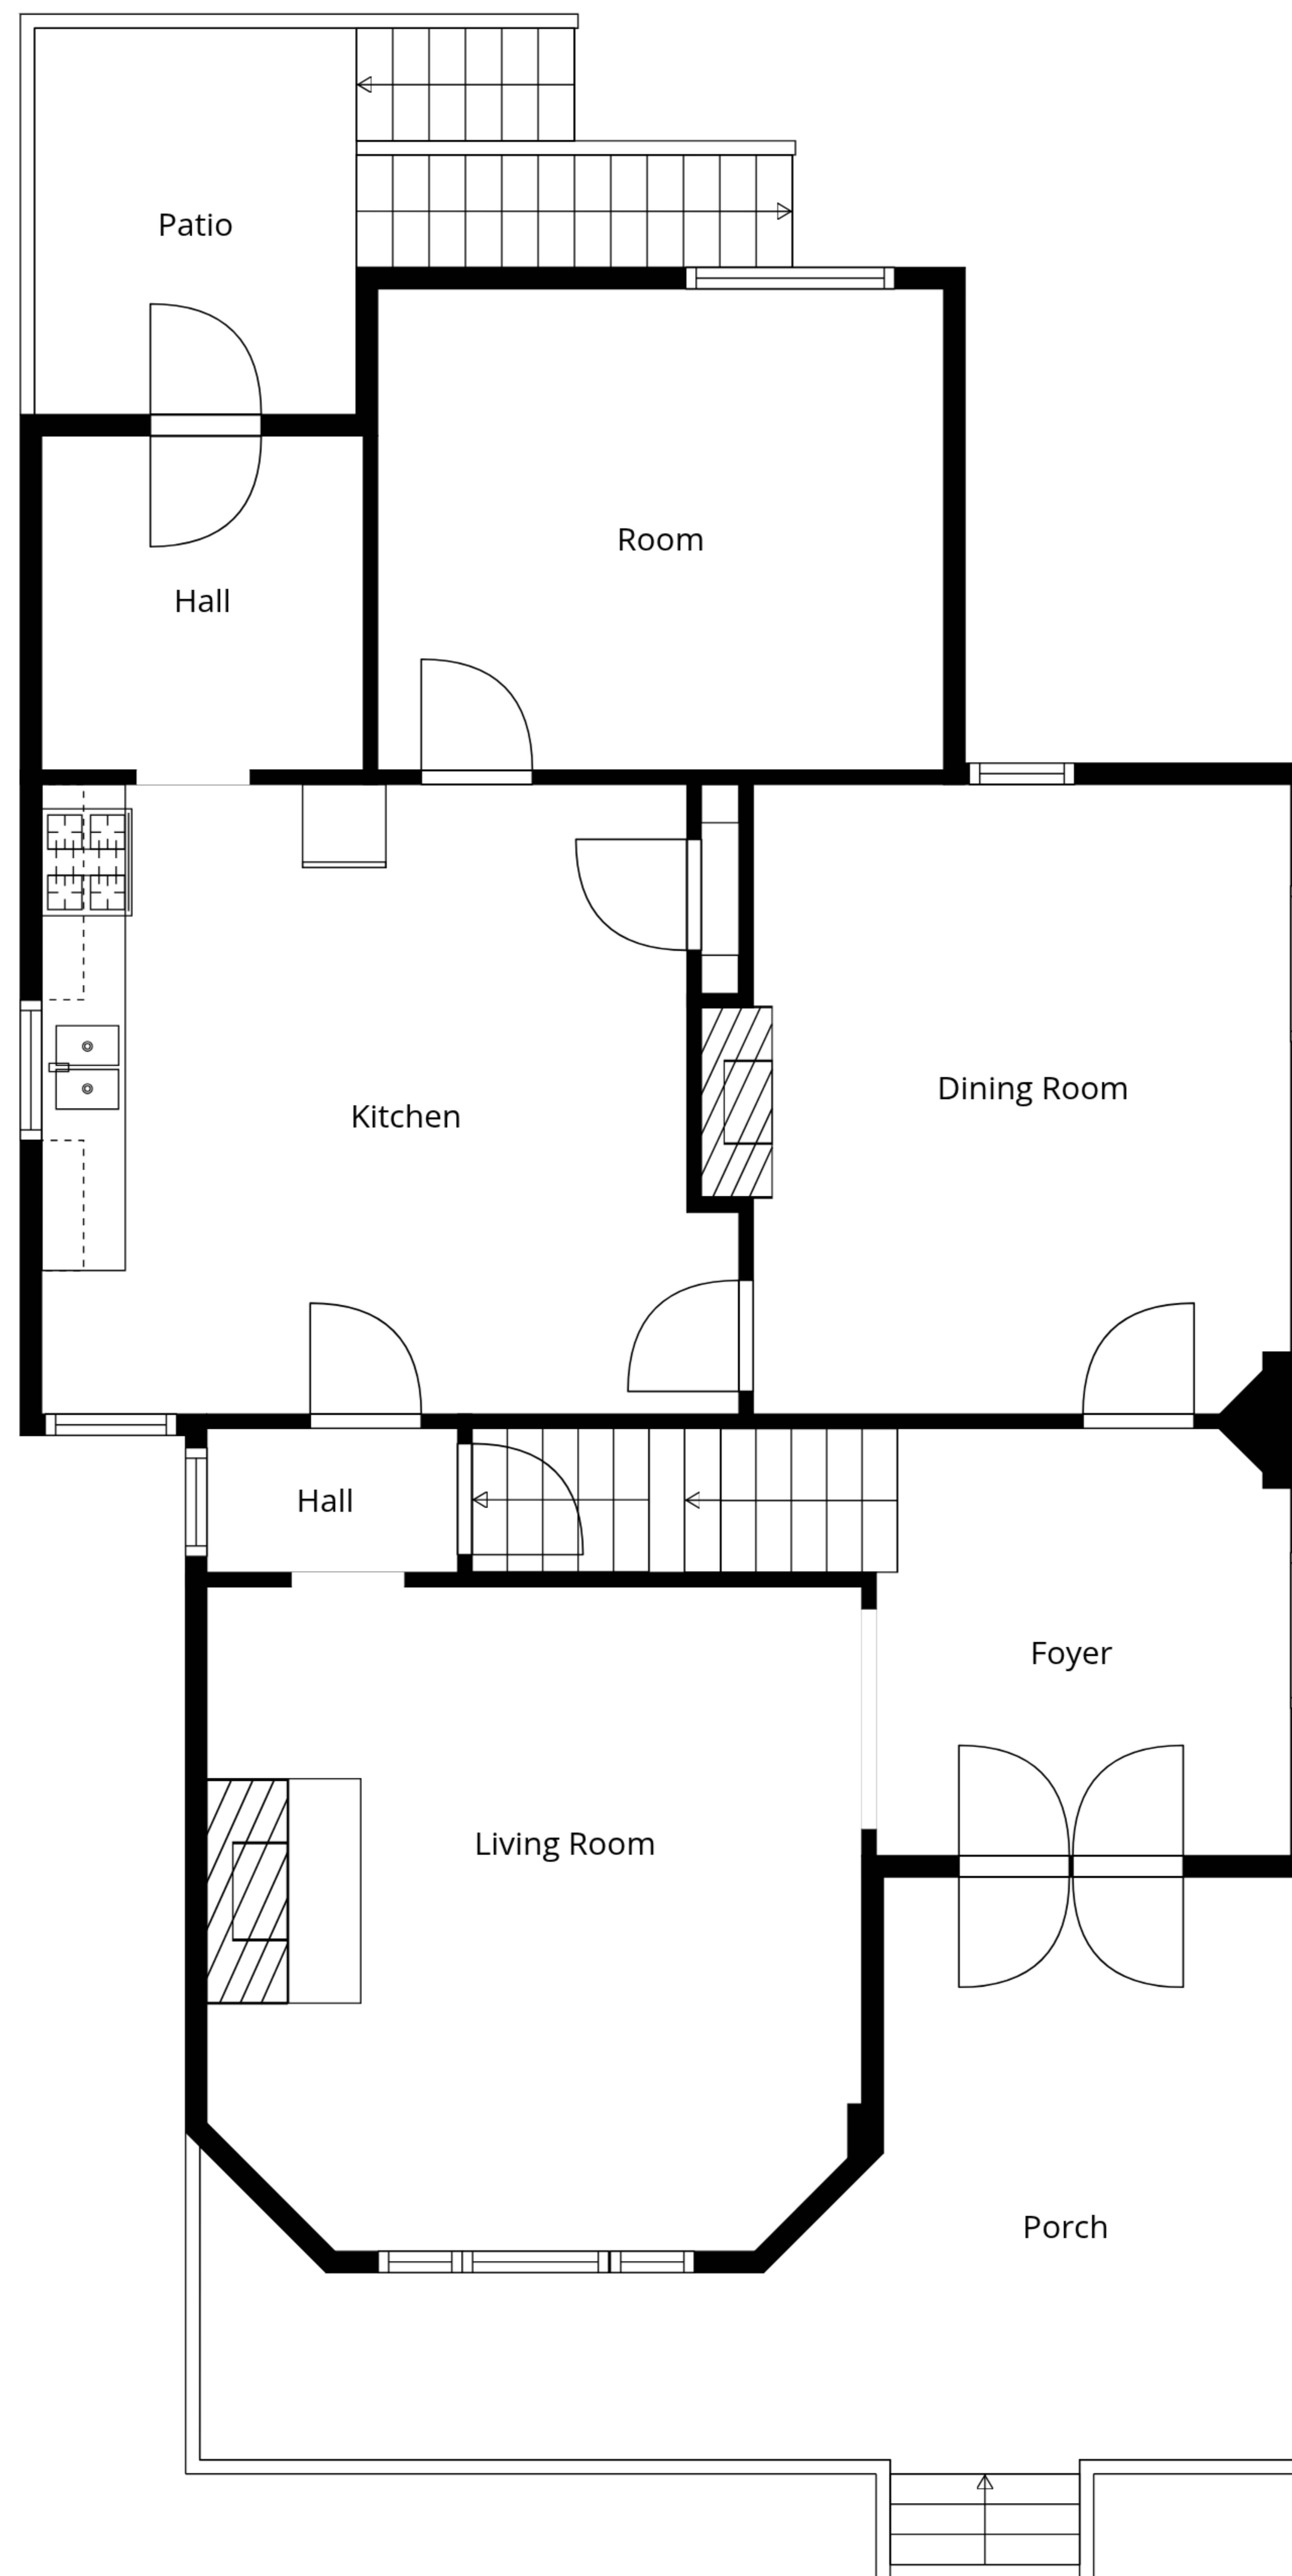 Patio
Room
Hall
Dining Room
Kitchen
Hall
Foyer
Living Room
Porch